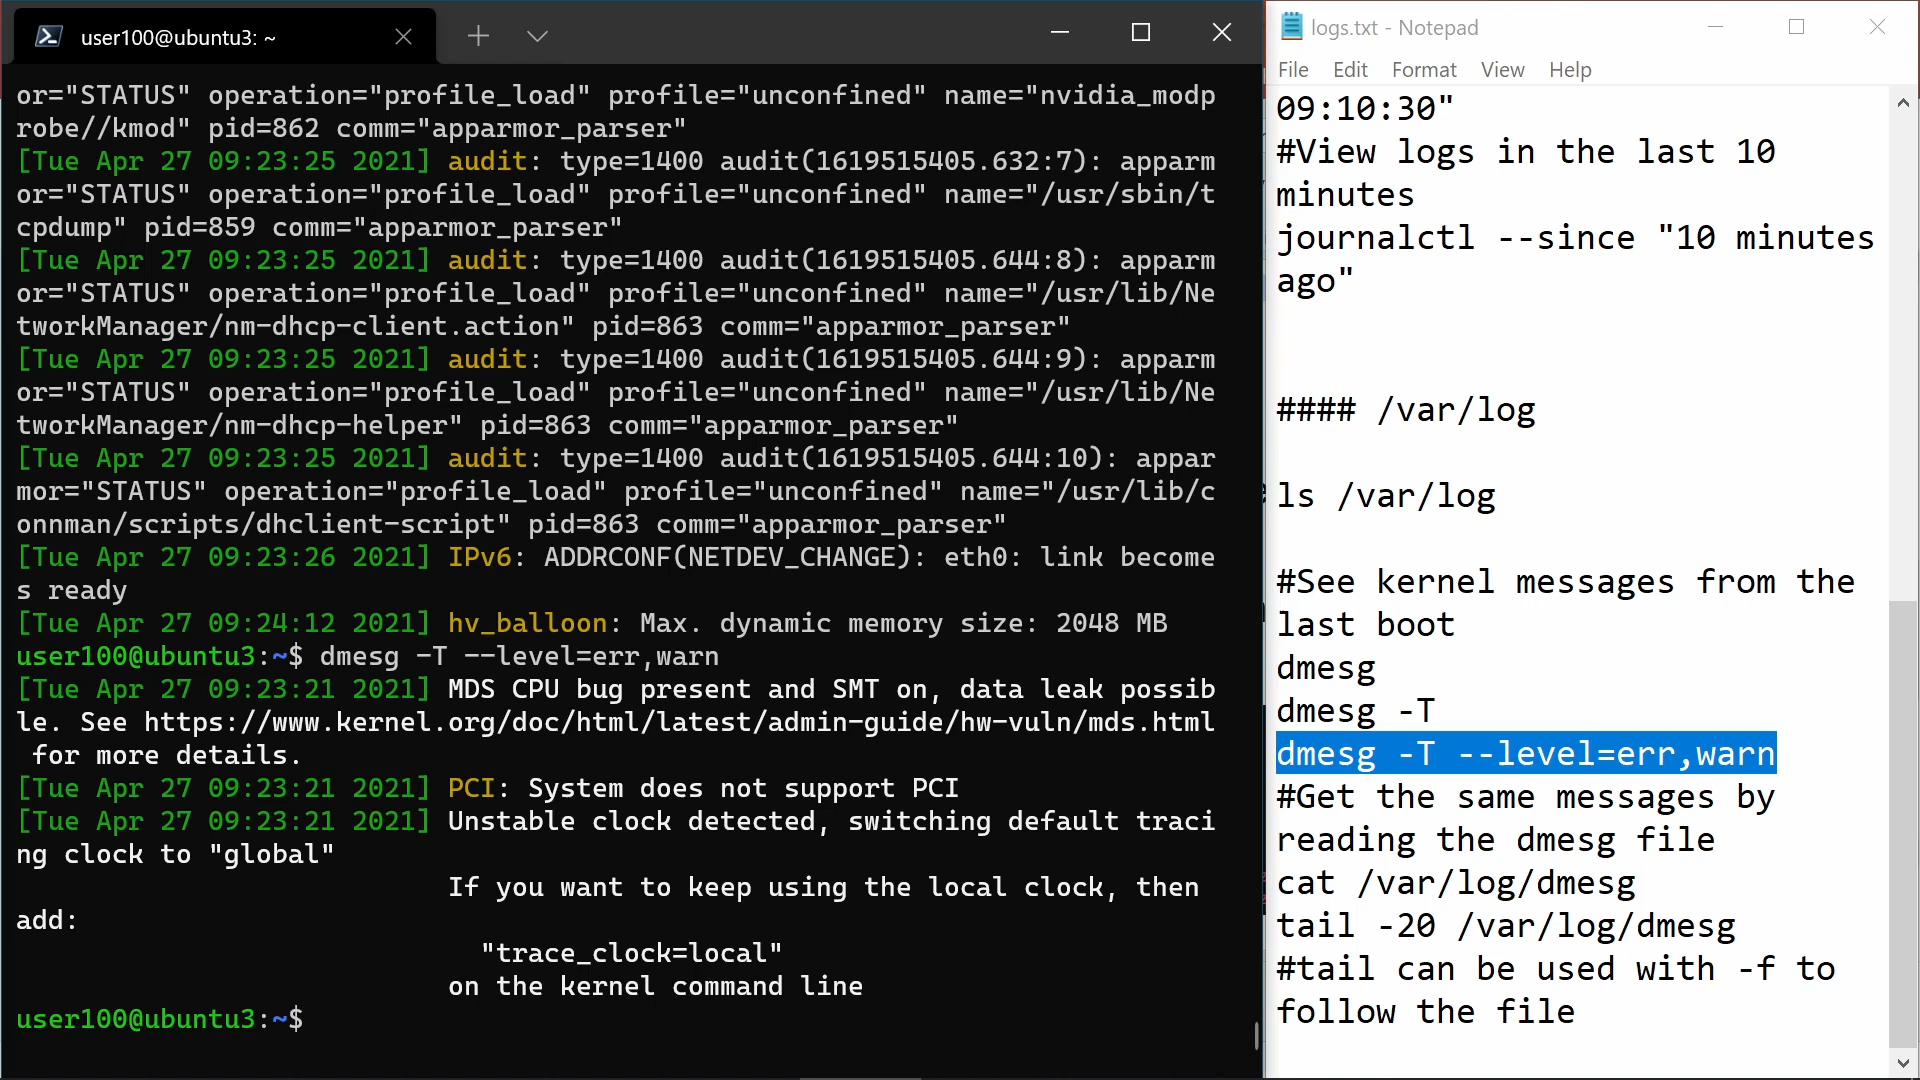 user100@ubuntu3: ~
or="STATUS" operation="profile_load" profile="unconfined" name="nvidia_modp
robe//kmod" pid=862 comm="apparmor_parser"
[Tue Apr 27 09:23:25 2021] audit: type=1400 audit(1619515405.632:7): apparm
or="STATUS" operation="profile_load" profile="unconfined" name="/usr/sbin/t
cpdump" pid=859 comm="apparmor_parser"
[Tue Apr 27 09:23:25 2021] audit: type=1400 audit(1619515405.644:8): apparm
or="STATUS" operation="profile_load" profile="unconfined" name="/usr/lib/Ne
tworkManager/nm-dhcp-client.action" pid=863 comm="apparmor_parser"
[Tue Apr 27 09:23:25 2021] audit: type=1400 audit(1619515405.644:9): apparm
or="STATUS" operation="profile_load" profile="unconfined" name="/usr/lib/Ne
tworkManager/nm-dhcp-helper" pid=863 comm="apparmor_parser"
[Tue Apr 27 09:23:25 2021] audit: type=1400 audit(1619515405.644:10): appar
mor="STATUS" operation="profile_load" profile="unconfined" name="/usr/lib/c
onnman/scripts/dhclient-script" pid=863 comm="apparmor_parser"
[Tue Apr 27 09:23:26 2021] IPv6: ADDRCONF(NETDEV_CHANGE): eth0: link become
s ready
[Tue Apr 27 09:24:12 2021] hv_balloon: Max. dynamic memory size: 2048 MB
user100@ubuntu3:~$ dmesg -T --level=err,warn
[Tue Apr 27 09:23:21 2021] MDS CPU bug present and SMT on, data leak possib
le. See https://www.kernel.org/doc/html/latest/admin-guide/hw-vuln/mds.html
for more details.
[Tue Apr 27 09:23:21 2021] PCI: System does not support PCI
[Tue Apr 27 09:23:21 2021] Unstable clock detected, switching default traci
ng clock to "global"
If you want to keep using the local clock, then
add:
"trace_clock=local"
on the kernel command line
user100@ubuntu3:~$
logs.txt - Notepad
File Edit Format View Help
09:10:30"
#View logs in the last 10
minutes
journalctl --since "10 minutes
ago"
#### /var/log
ls /var/log
#See kernel messages from the
last boot
dmesg
dmesg -T
dmesg -T --level=err,warn
#Get the same messages by
reading the dmesg file
cat /var/log/dmesg
tail -20 /var/log/dmesg
#tail can be used with -f to
follow the file